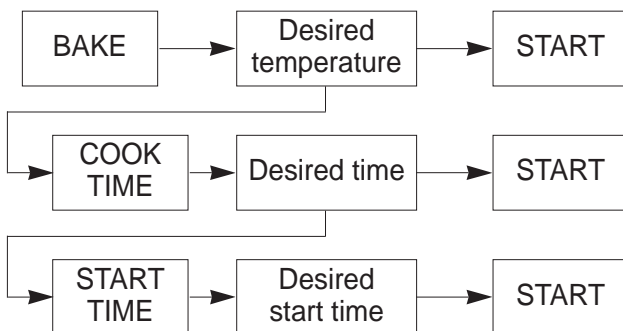 BAKE
Desired
temperature
START
COOK
TIME
Desired time
START
START
TIME
Desired
start time
START